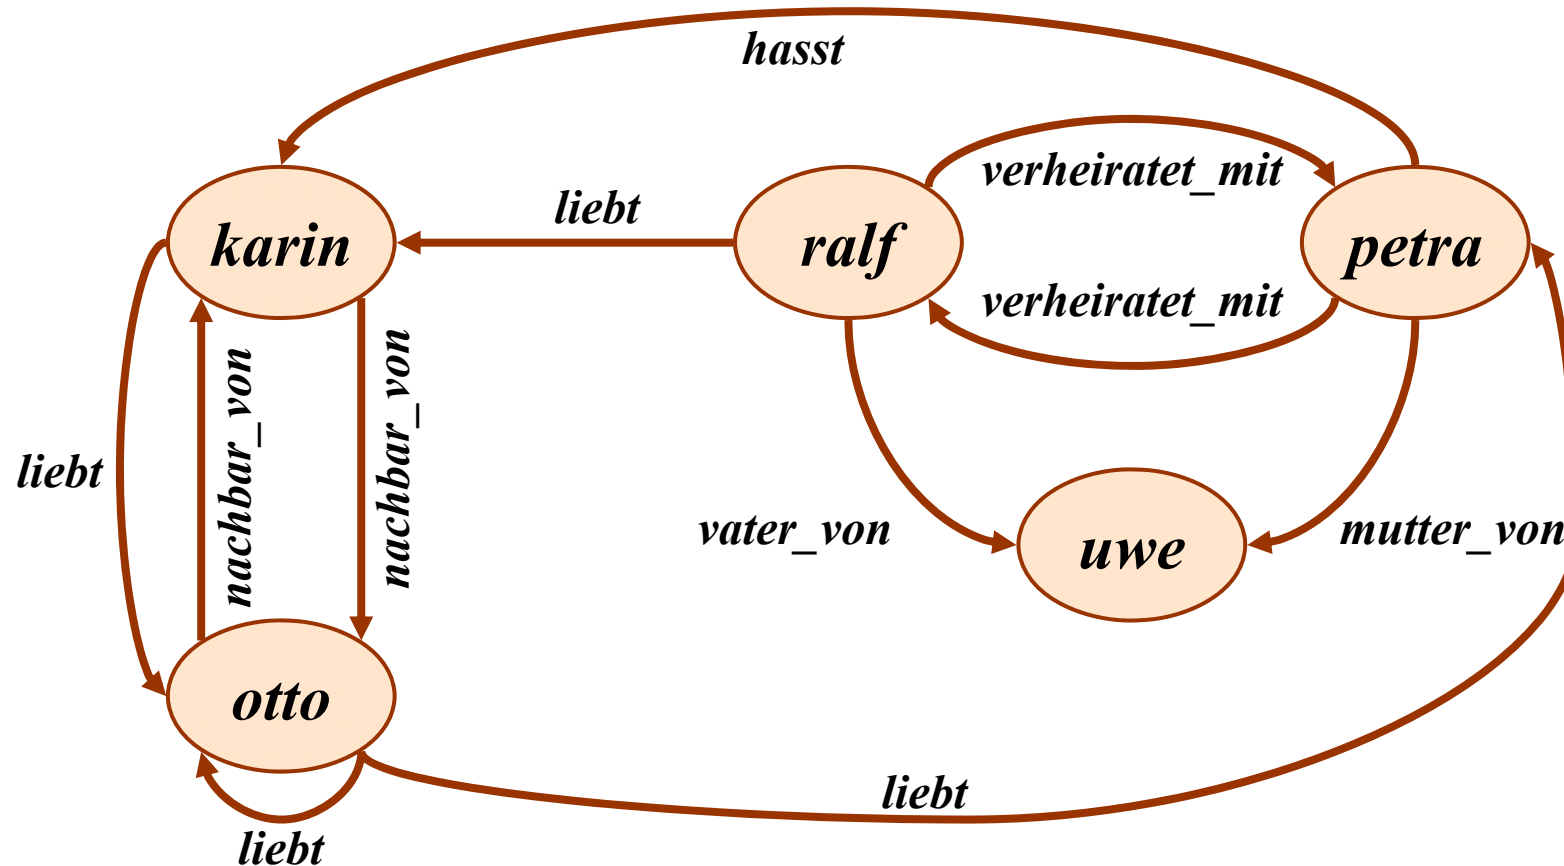 hasst
verheiratet_mit
liebt
karin
ralf
petra
verheiratet_mit
nachbar_von
nachbar_von
liebt
vater_von
uwe
mutter_von
otto
liebt
liebt